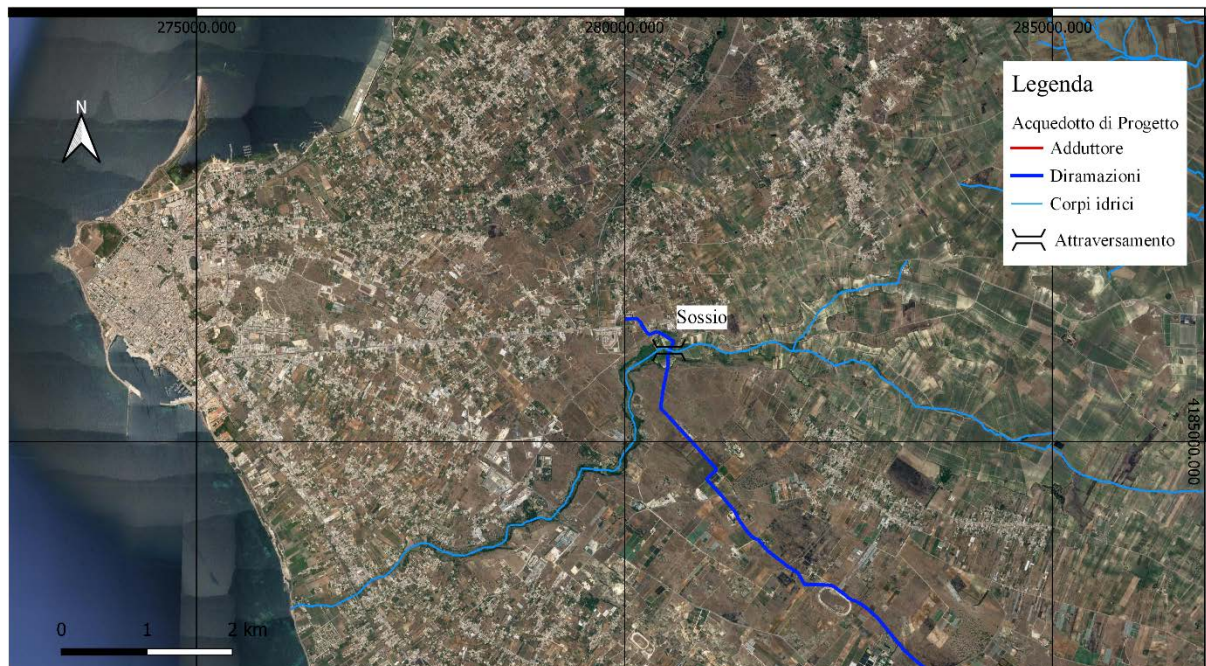 275000.000
280000.000
285000.000
N
Legenda
Acquedotto di Progetto
Adduttore
Diramazioni
Corpi idrici
Attraversamento
Sossio
4185000.000
0 1 2 km